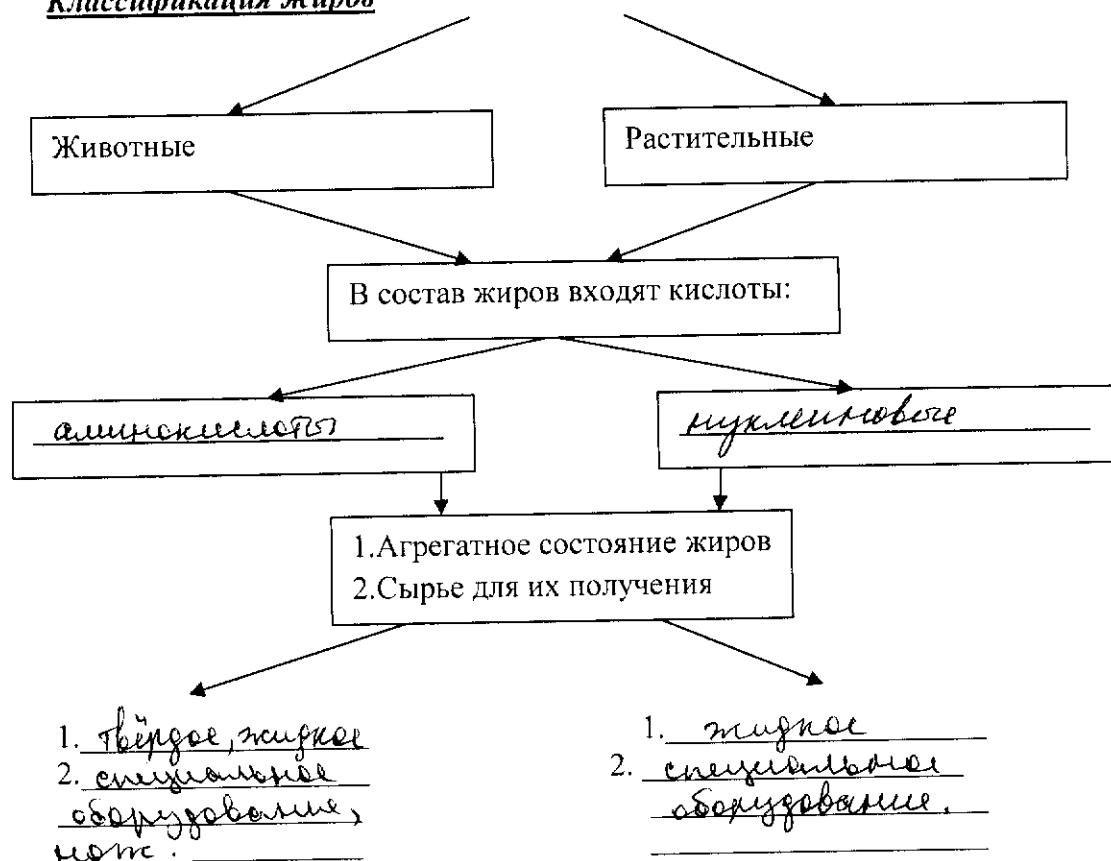 Классификация жиров
Животные
Растительные
В состав жиров входят кислоты:
аминокислоты
нуклеиновые
1.Агрегатное состояние жиров
2.Сырье для их получения
1. твёрдое, жидкое
2. специальное
оборудование,
нож.
1. жидкое
2. специальное
оборудование.